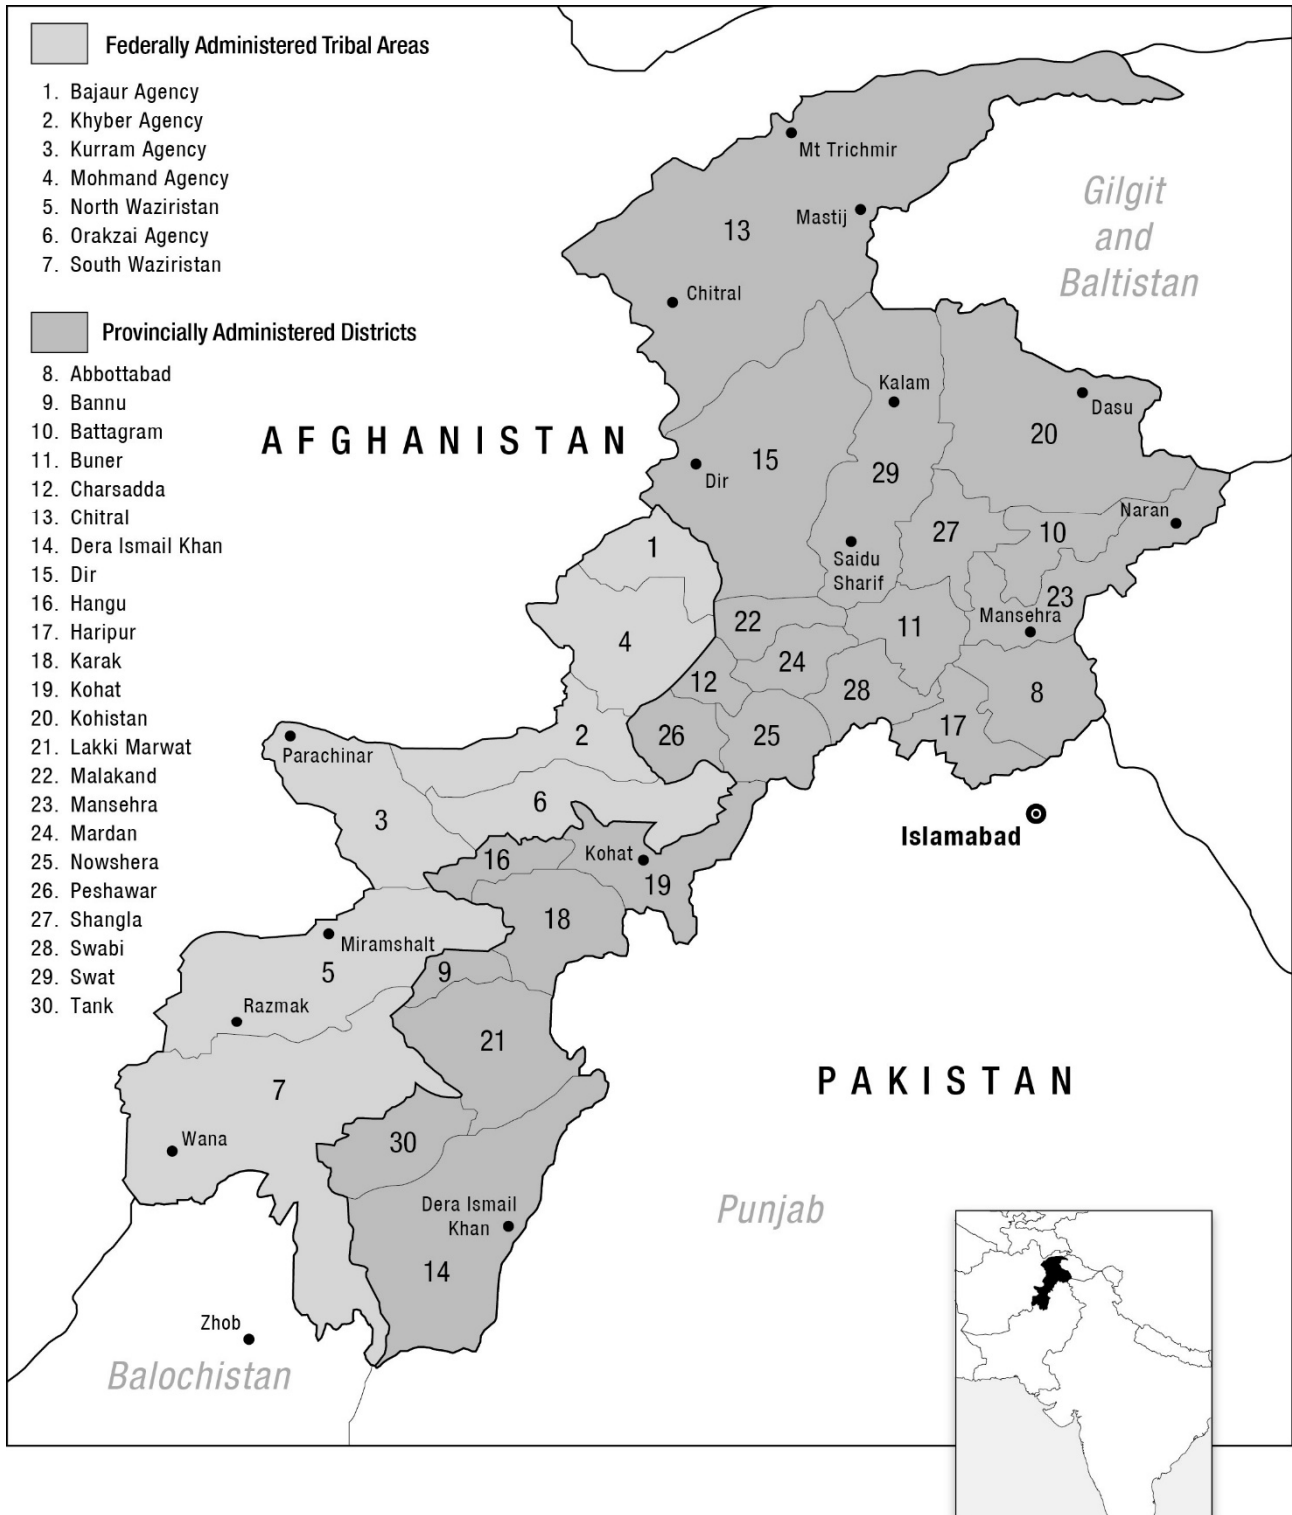 Federally Administered Tribal Areas
1. Bajaur Agency
2. Khyber Agency
3. Kurram Agency
4. Mohmand Agency
5. North Waziristan
6. Orakzai Agency
7. South Waziristan
Provincially Administered Districts
8. Abbottabad
9. Bannu
10. Battagram
11. Buner
12. Charsadda
13. Chitral
14. Dera Ismail Khan
15. Dir
16. Hangu
17. Haripur
18. Karak
19. Kohat
20. Kohistan
21. Lakki Marwat
22. Malakand
23. Mansehra
24. Mardan
25. Nowshera
26. Peshawar
27. Shangla
28. Swabi
29. Swat
30. Tank
Mt Trichmir
Gilgit
and
Baltistan
Mastij
13
Chitral
Kalam
Dasu
AFGHANISTAN
20
15
Dir
29
Naran
27
10
1
Saidu
Sharif
23
Mansehra
22
11
4
24
12
28
8
2
26
25
17
Parachinar
6
3
Islamabad
Kohat
16
19
18
Miramshalt
5
9
Razmak
21
7
PAKISTAN
Wana
30
Dera Ismail
Khan
Punjab
14
Zhob
Balochistan